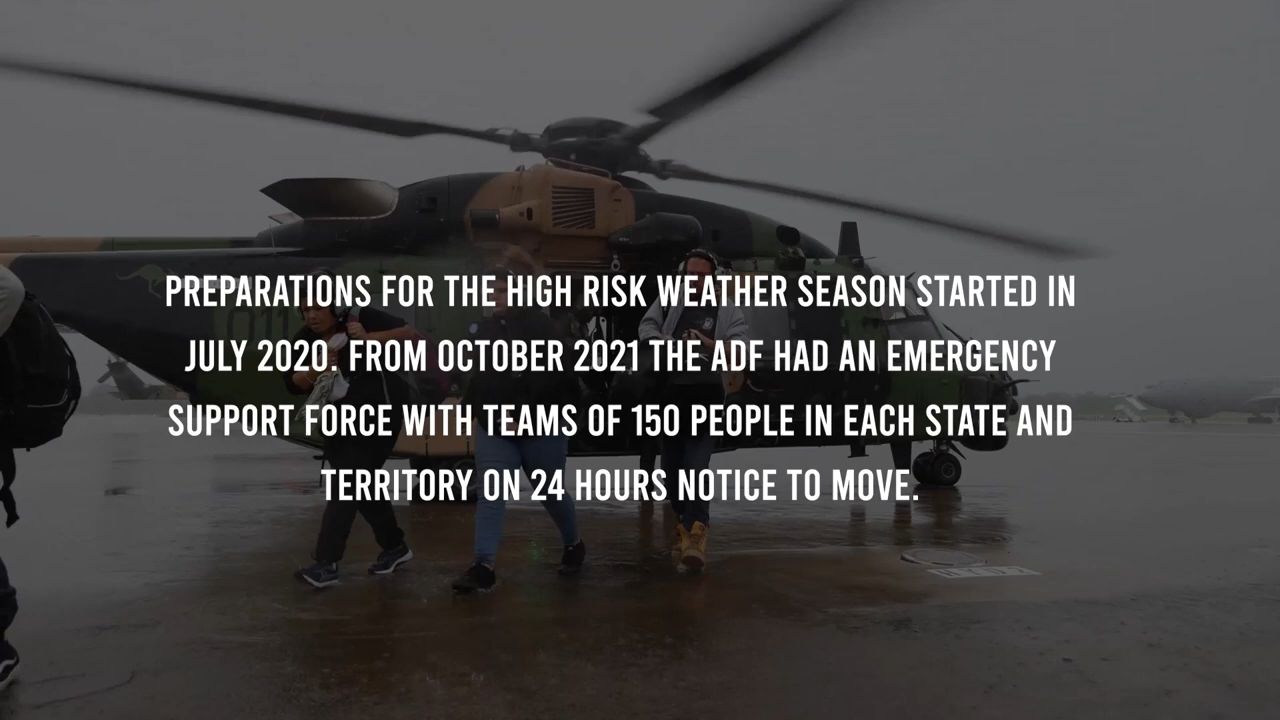 PREPARATIONS FOR THE HIGH RISK WEATHER SEASON STARTED IN
JULY 2020. FROM OCTOBER 2021 THE ADF HAD AN EMERGENCY
SUPPORT FORCE WITH TEAMS OF 150 PEOPLE IN EACH STATE AND
TERRITORY ON 24 HOURS NOTICE TO MOVE.